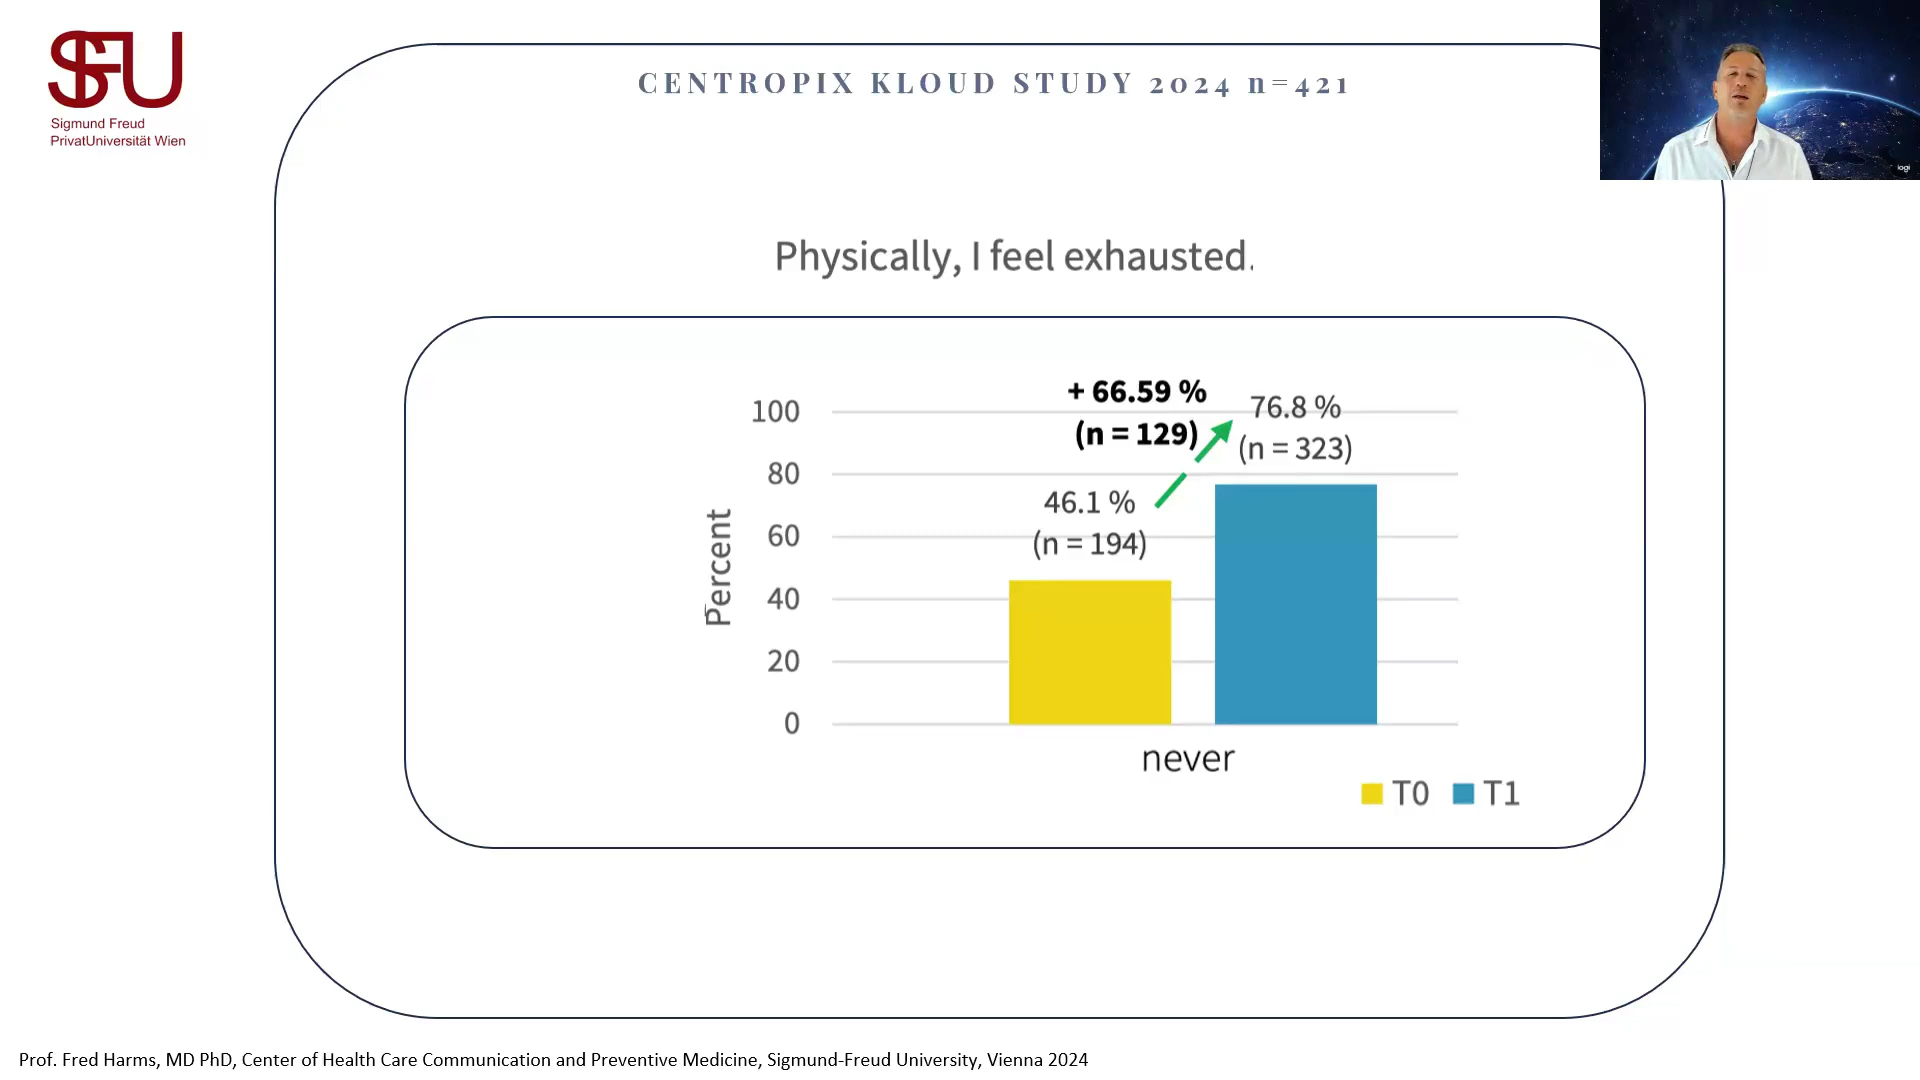 SFU
Sigmund Freud
PrivatUniversität Wien
CENTROPIX KLOUD STUDY 2024 n=421
iagi
Physically, I feel exhausted.
+ 66.59 %
(n = 129)
76.8 %
(n = 323)
46.1 %
(n = 194)
Percent
100
80
60
40
20
0
never
T0 T1
Prof. Fred Harms, MD PhD, Center of Health Care Communication and Preventive Medicine, Sigmund-Freud University, Vienna 2024